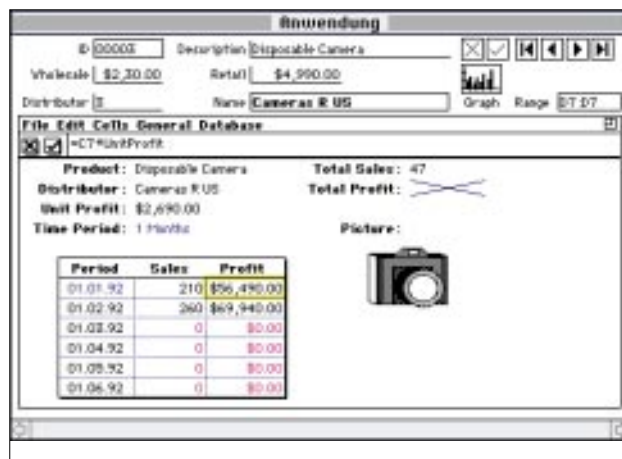 Anwendung
ID 00003 Description Disposable Camera
Wholecale $2,30.00 Retail $4,990.00
Distributor 3 Name Cameras R US Graph Range D7:D7
File Edit Cells General Database
=C7*UnitProfit
Product: Disposable Camera Total Sales: 47
Distributor: Cameras R US Total Profit:
Unit Profit: $2,690.00
Time Period: 1 Months Picture:
Period Sales Profit
01.01.92 210 $56,490.00
01.02.92 260 $69,940.00
01.03.92 0 $0.00
01.04.92 0 $0.00
01.05.92 0 $0.00
01.06.92 0 $0.00